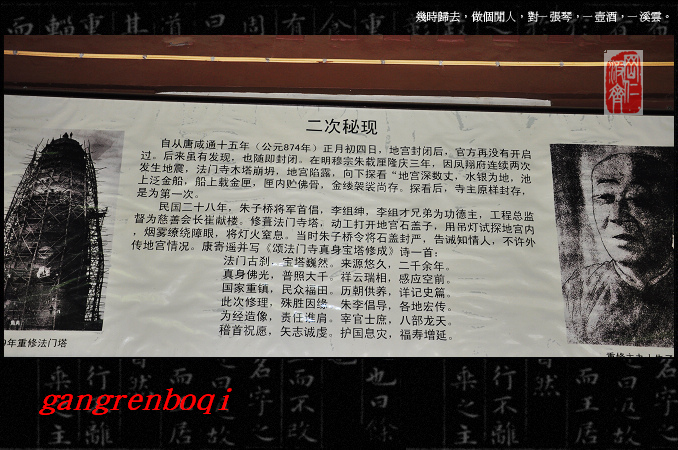 幾時歸去，做個閒人，對一張琴，一壺酒，一溪雲。
岡仁波齊
二次秘现
自从唐咸通十五年（公元874年）正月初四日，地宫封闭后，官方再没有开启
过。后来虽有发现，也随即封闭。在明穆宗朱载厘隆庆三年，因凤翔府连续两次
发生地震，法门寺木塔崩坍，地宫陷露，向下探看“地宫深数丈，水银为地，池
上泛金船，船上载金匣，匣内贮佛骨，金缕袈裟尚存。探看后，寺主原样封存，
是为第一次。
民国二十八年，朱子桥将军首倡，李组绅，李组才兄弟为功德主，工程总监
督为慈善会长崔献楼。修葺法门寺塔，动工打开地宫石盖子，用吊灯试探地宫内
，烟雾缭绕障眼，将灯火窒息。当时朱子桥令将石盖封严，告诫知情人，不许外
传地宫情况。康寄遥并写《颂法门寺真身宝塔修成》诗一首：
法门古刹，宝塔巍然。来源悠久，二千余年。
真身佛光，普照大千。祥云瑞相，感应空前。
国家重镇，民众福田。历朝供养，详记史篇。
此次修理，殊胜因缘。朱李倡导，各地宏传。
为经造像，责任谁肩。宰官士庶，八部龙天。
稽首祝愿，矢志诚虔。护国息灾，福寿增延。
年重修法门塔
gangrenboqi